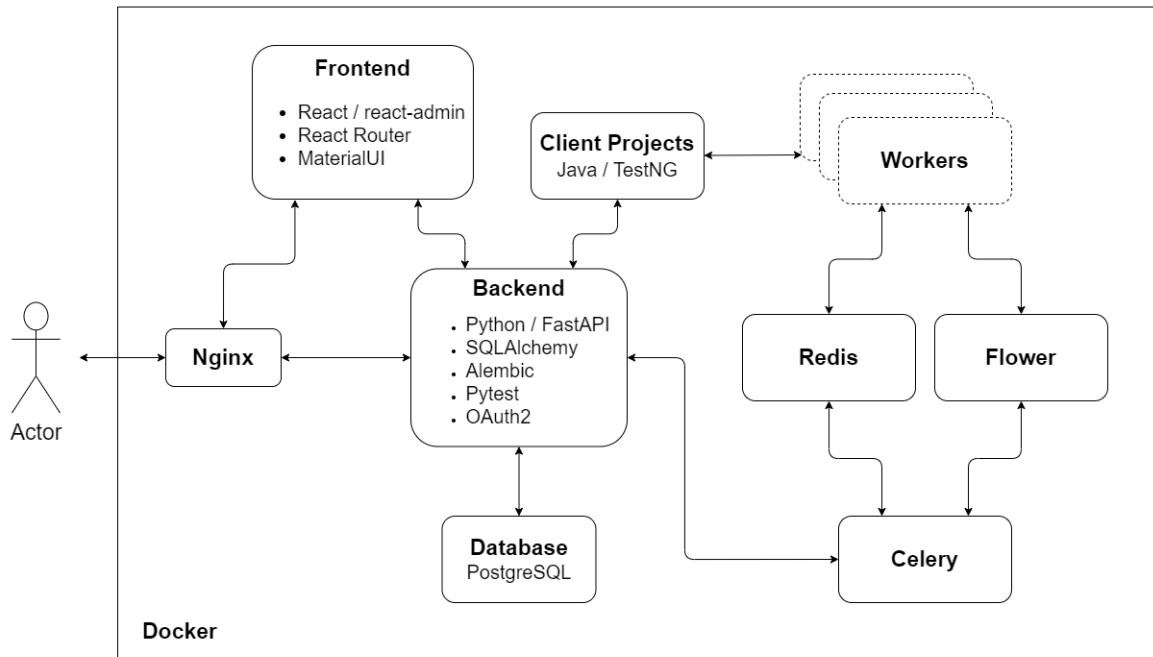 Frontend
React / react-admin
React Router
MaterialUI
Client Projects
Java / TestNG
Workers
Backend
Python / FastAPI
SQLAlchemy
Alembic
Pytest
OAuth2
Nginx
Redis
Flower
Actor
Database
PostgreSQL
Celery
Docker